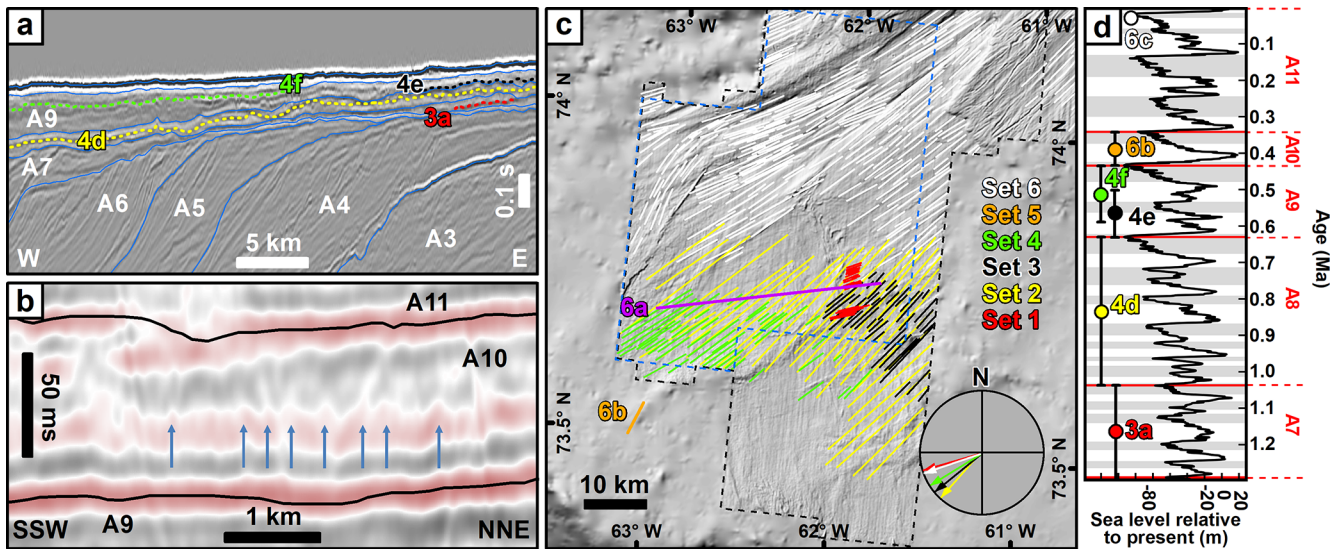 a
4f
4e
A9
3a
4d
A7
A6
A5
A4
A3
0.1 s
5 km
W
E
b
A11
A10
50 ms
SSW
A9
1 km
NNE
c
63° W
62° W
61° W
74° N
74° N
Set 6
Set 5
Set 4
Set 3
Set 2
Set 1
6a
6b
73.5° N
73.5° N
N
10 km
63° W
62° W
61° W
d
6c
0.1
0.2
0.3
0.4
0.5
0.6
0.7
0.8
0.9
1.0
1.1
1.2
A11
A10
A9
A8
A7
6b
4f
4e
4d
3a
Age (Ma)
-80
-20
20
Sea level relative
to present (m)